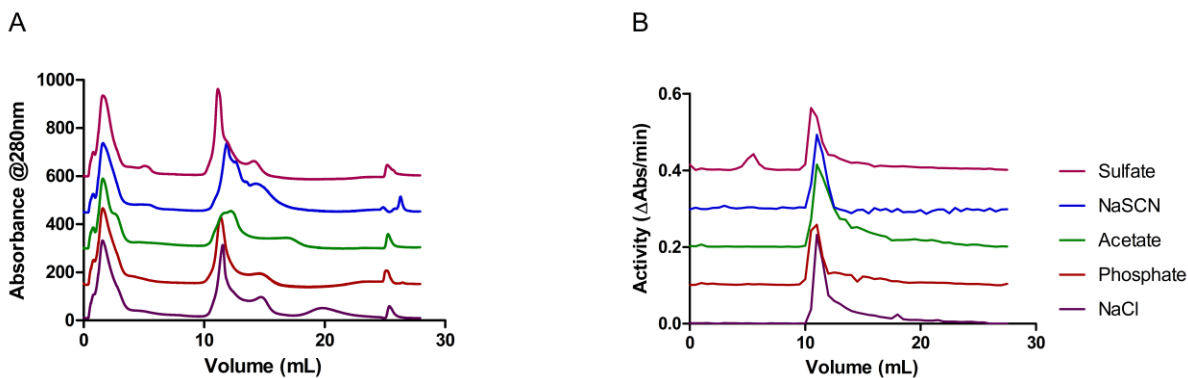 A
Absorbance @280nm
1000
800
600
400
200
0
0 10 20 30
Volume (mL)
B
Activity (ΔAbs/min)
0.6
0.4
0.2
0.0
0 10 20 30
Volume (mL)
Sulfate
NaSCN
Acetate
Phosphate
NaCl